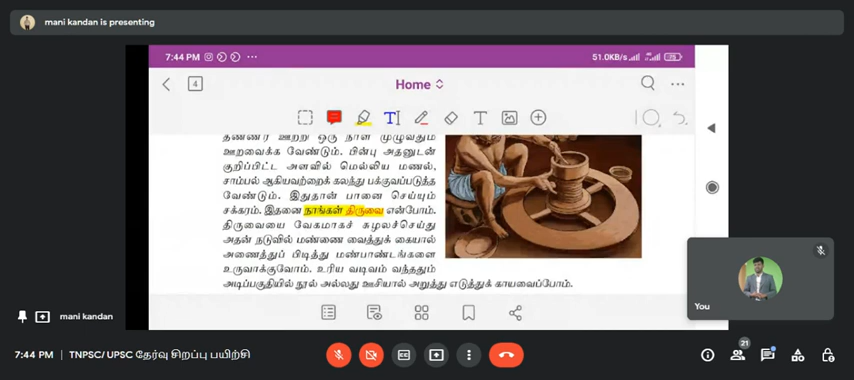 mani kandan is presenting
7:44 PM
51.0KB/s
4
Home
தண்ணீர் ஊற்றி ஒரு நாள் முழுவதும்
ஊறவைக்க வேண்டும். பின்பு அதனுடன்
குறிப்பிட்ட அளவில் மெல்லிய மணல்,
சாம்பல் ஆகியவற்றைக் கலந்து பக்குவப்படுத்த
வேண்டும். இதுதான் பானை செய்யும்
சக்கரம். இதனை நாங்கள் திருவை என்போம்.
திருவையை வேகமாகச் சுழலச்செய்து
அதன் நடுவில் மண்ணை வைத்துக் கையால்
அணைத்துப் பிடித்து மண்பாண்டங்களை
உருவாக்குவோம். உரிய வடிவம் வந்ததும்
அடிப்பகுதியில் நூல் அல்லது ஊசியால் அறுத்து எடுத்துக் காயவைப்போம்.
You
mani kandan
7:44 PM | TNPSC/ UPSC தேர்வு சிறப்பு பயிற்சி
21